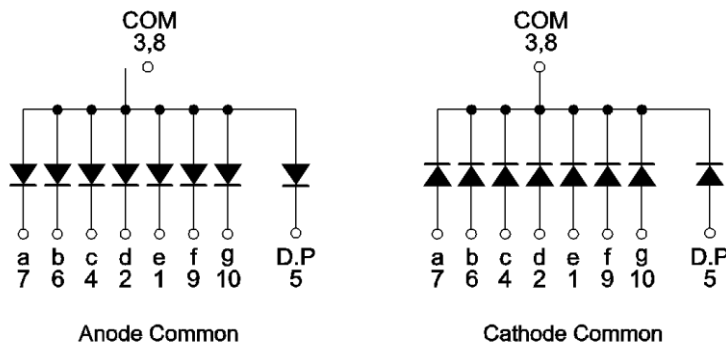 COM
3,8
a b c d e f g D.P
7 6 4 2 1 9 10 5
Anode Common
COM
3,8
a b c d e f g D.P
7 6 4 2 1 9 10 5
Cathode Common